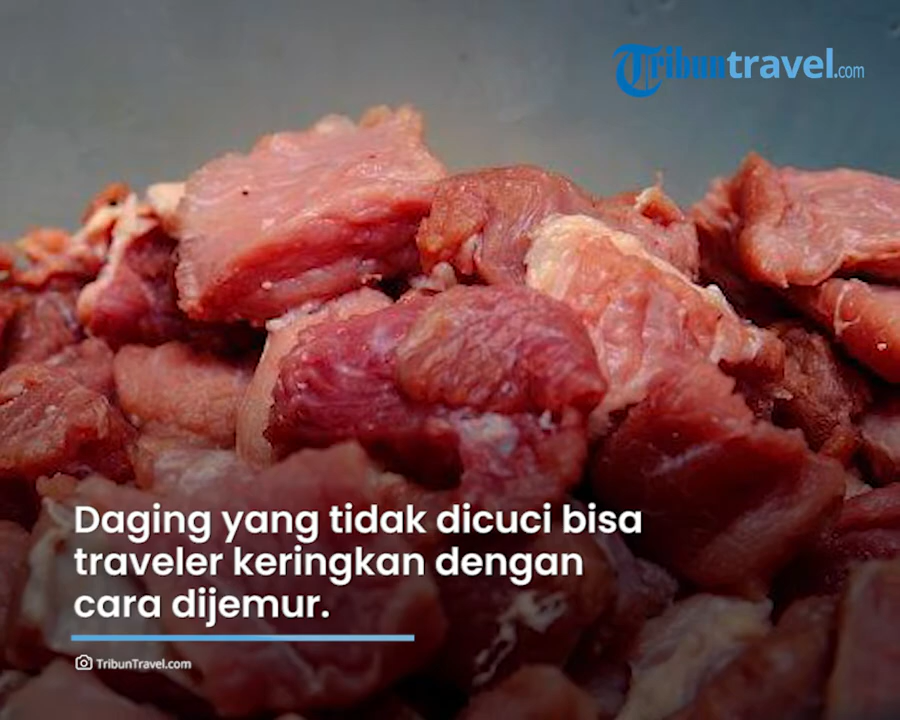 Tribuntravel.com
Daging yang tidak dicuci bisa
traveler keringkan dengan
cara dijemur.
TribunTravel.com